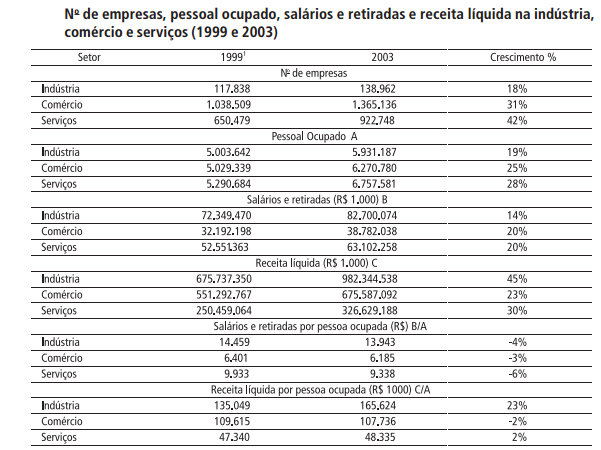 Nº de empresas, pessoal ocupado, salários e retiradas e receita líquida na indústria,
comércio e serviços (1999 e 2003)
Setor 1999¹ 2003 Crescimento %
Nº de empresas
Indústria 117.838 138.962 18%
Comércio 1.038.509 1.365.136 31%
Serviços 650.479 922.748 42%
Pessoal Ocupado A
Indústria 5.003.642 5.931.187 19%
Comércio 5.029.339 6.270.780 25%
Serviços 5.290.684 6.757.581 28%
Salários e retiradas (R$ 1.000) B
Indústria 72.349.470 82.700.074 14%
Comércio 32.192.198 38.782.038 20%
Serviços 52.551.363 63.102.258 20%
Receita líquida (R$ 1.000) C
Indústria 675.737.350 982.344.538 45%
Comércio 551.292.767 675.587.092 23%
Serviços 250.459.064 326.629.188 30%
Salários e retiradas por pessoa ocupada (R$) B/A
Indústria 14.459 13.943 -4%
Comércio 6.401 6.185 -3%
Serviços 9.933 9.338 -6%
Receita líquida por pessoa ocupada (R$ 1000) C/A
Indústria 135.049 165.624 23%
Comércio 109.615 107.736 -2%
Serviços 47.340 48.335 2%